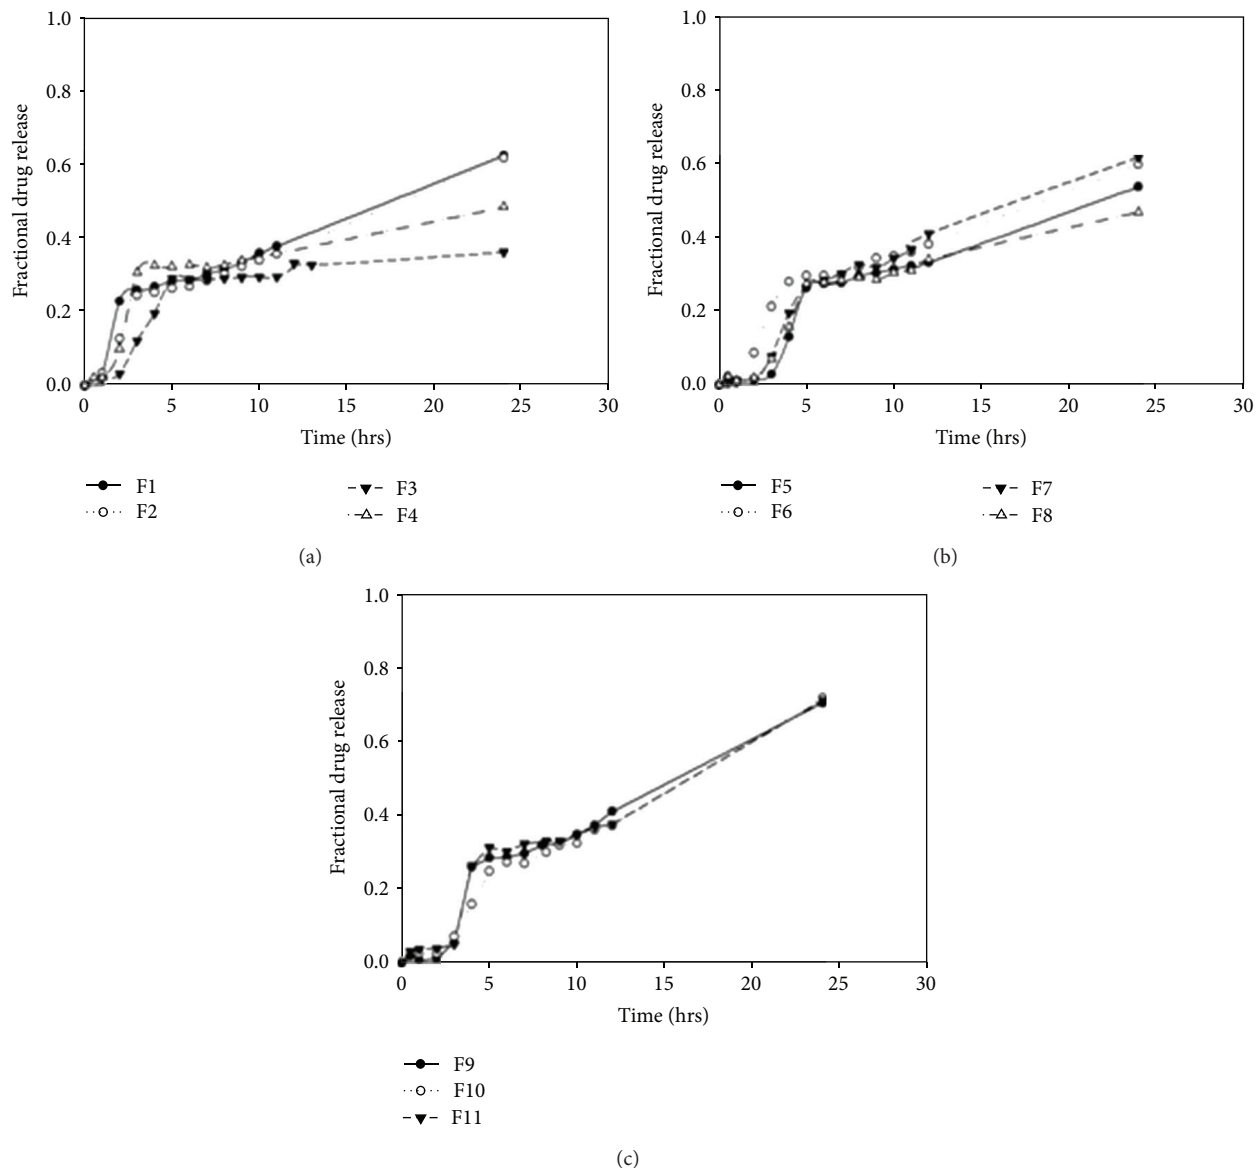 1.0
0.8
0.6
0.4
0.2
0.0
Fractional drug release
0 5 10 15 20 25 30
Time (hrs)
F1 F3
F2 F4
(a)
1.0
0.8
0.6
0.4
0.2
0.0
Fractional drug release
0 5 10 15 20 25 30
Time (hrs)
F5 F7
F6 F8
(b)
1.0
0.8
0.6
0.4
0.2
0.0
Fractional drug release
0 5 10 15 20 25 30
Time (hrs)
F9
F10
F11
(c)